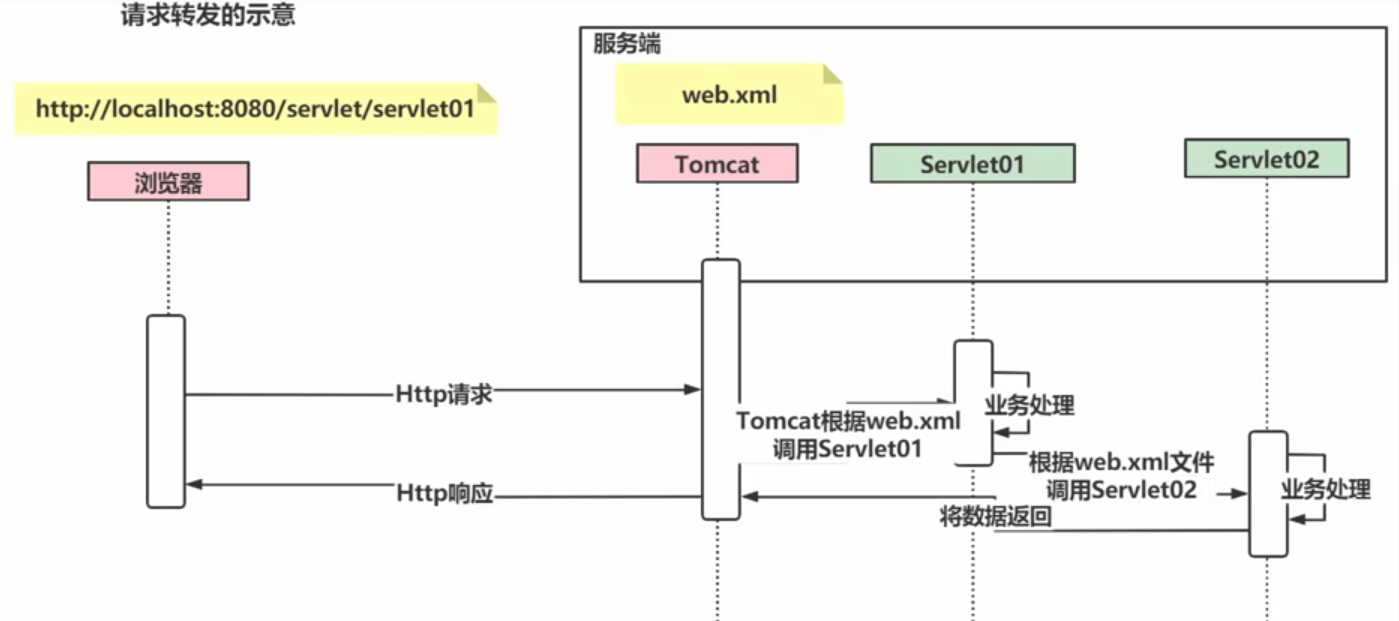 请求转发的示意
服务端
http://localhost:8080/servlet/servlet01
web.xml
浏览器
Tomcat
Servlet01
Servlet02
Http请求
Tomcat根据web.xml
调用Servlet01
业务处理
根据web.xml文件
调用Servlet02
业务处理
Http响应
将数据返回